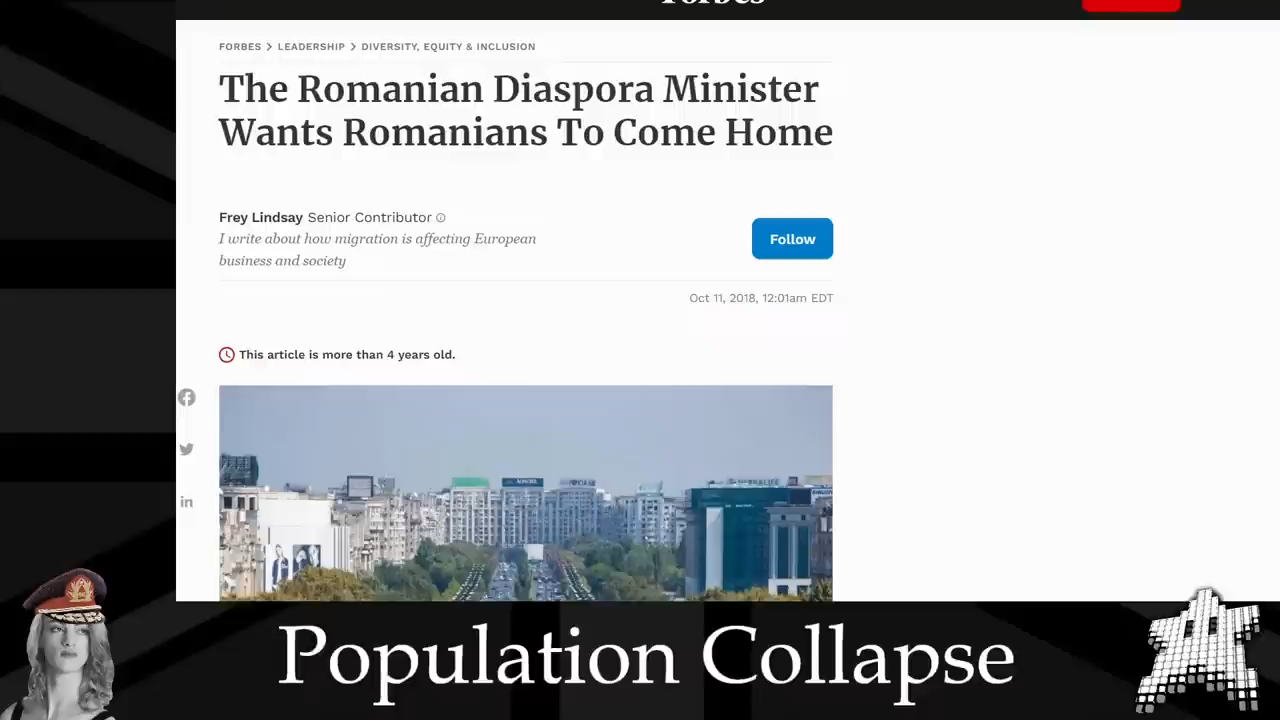 FORBES > LEADERSHIP > DIVERSITY, EQUITY & INCLUSION
The Romanian Diaspora Minister
Wants Romanians To Come Home
Frey Lindsay Senior Contributor
I write about how migration is affecting European
business and society
Follow
Oct 11, 2018, 12:01am EDT
This article is more than 4 years old.
Population Collapse